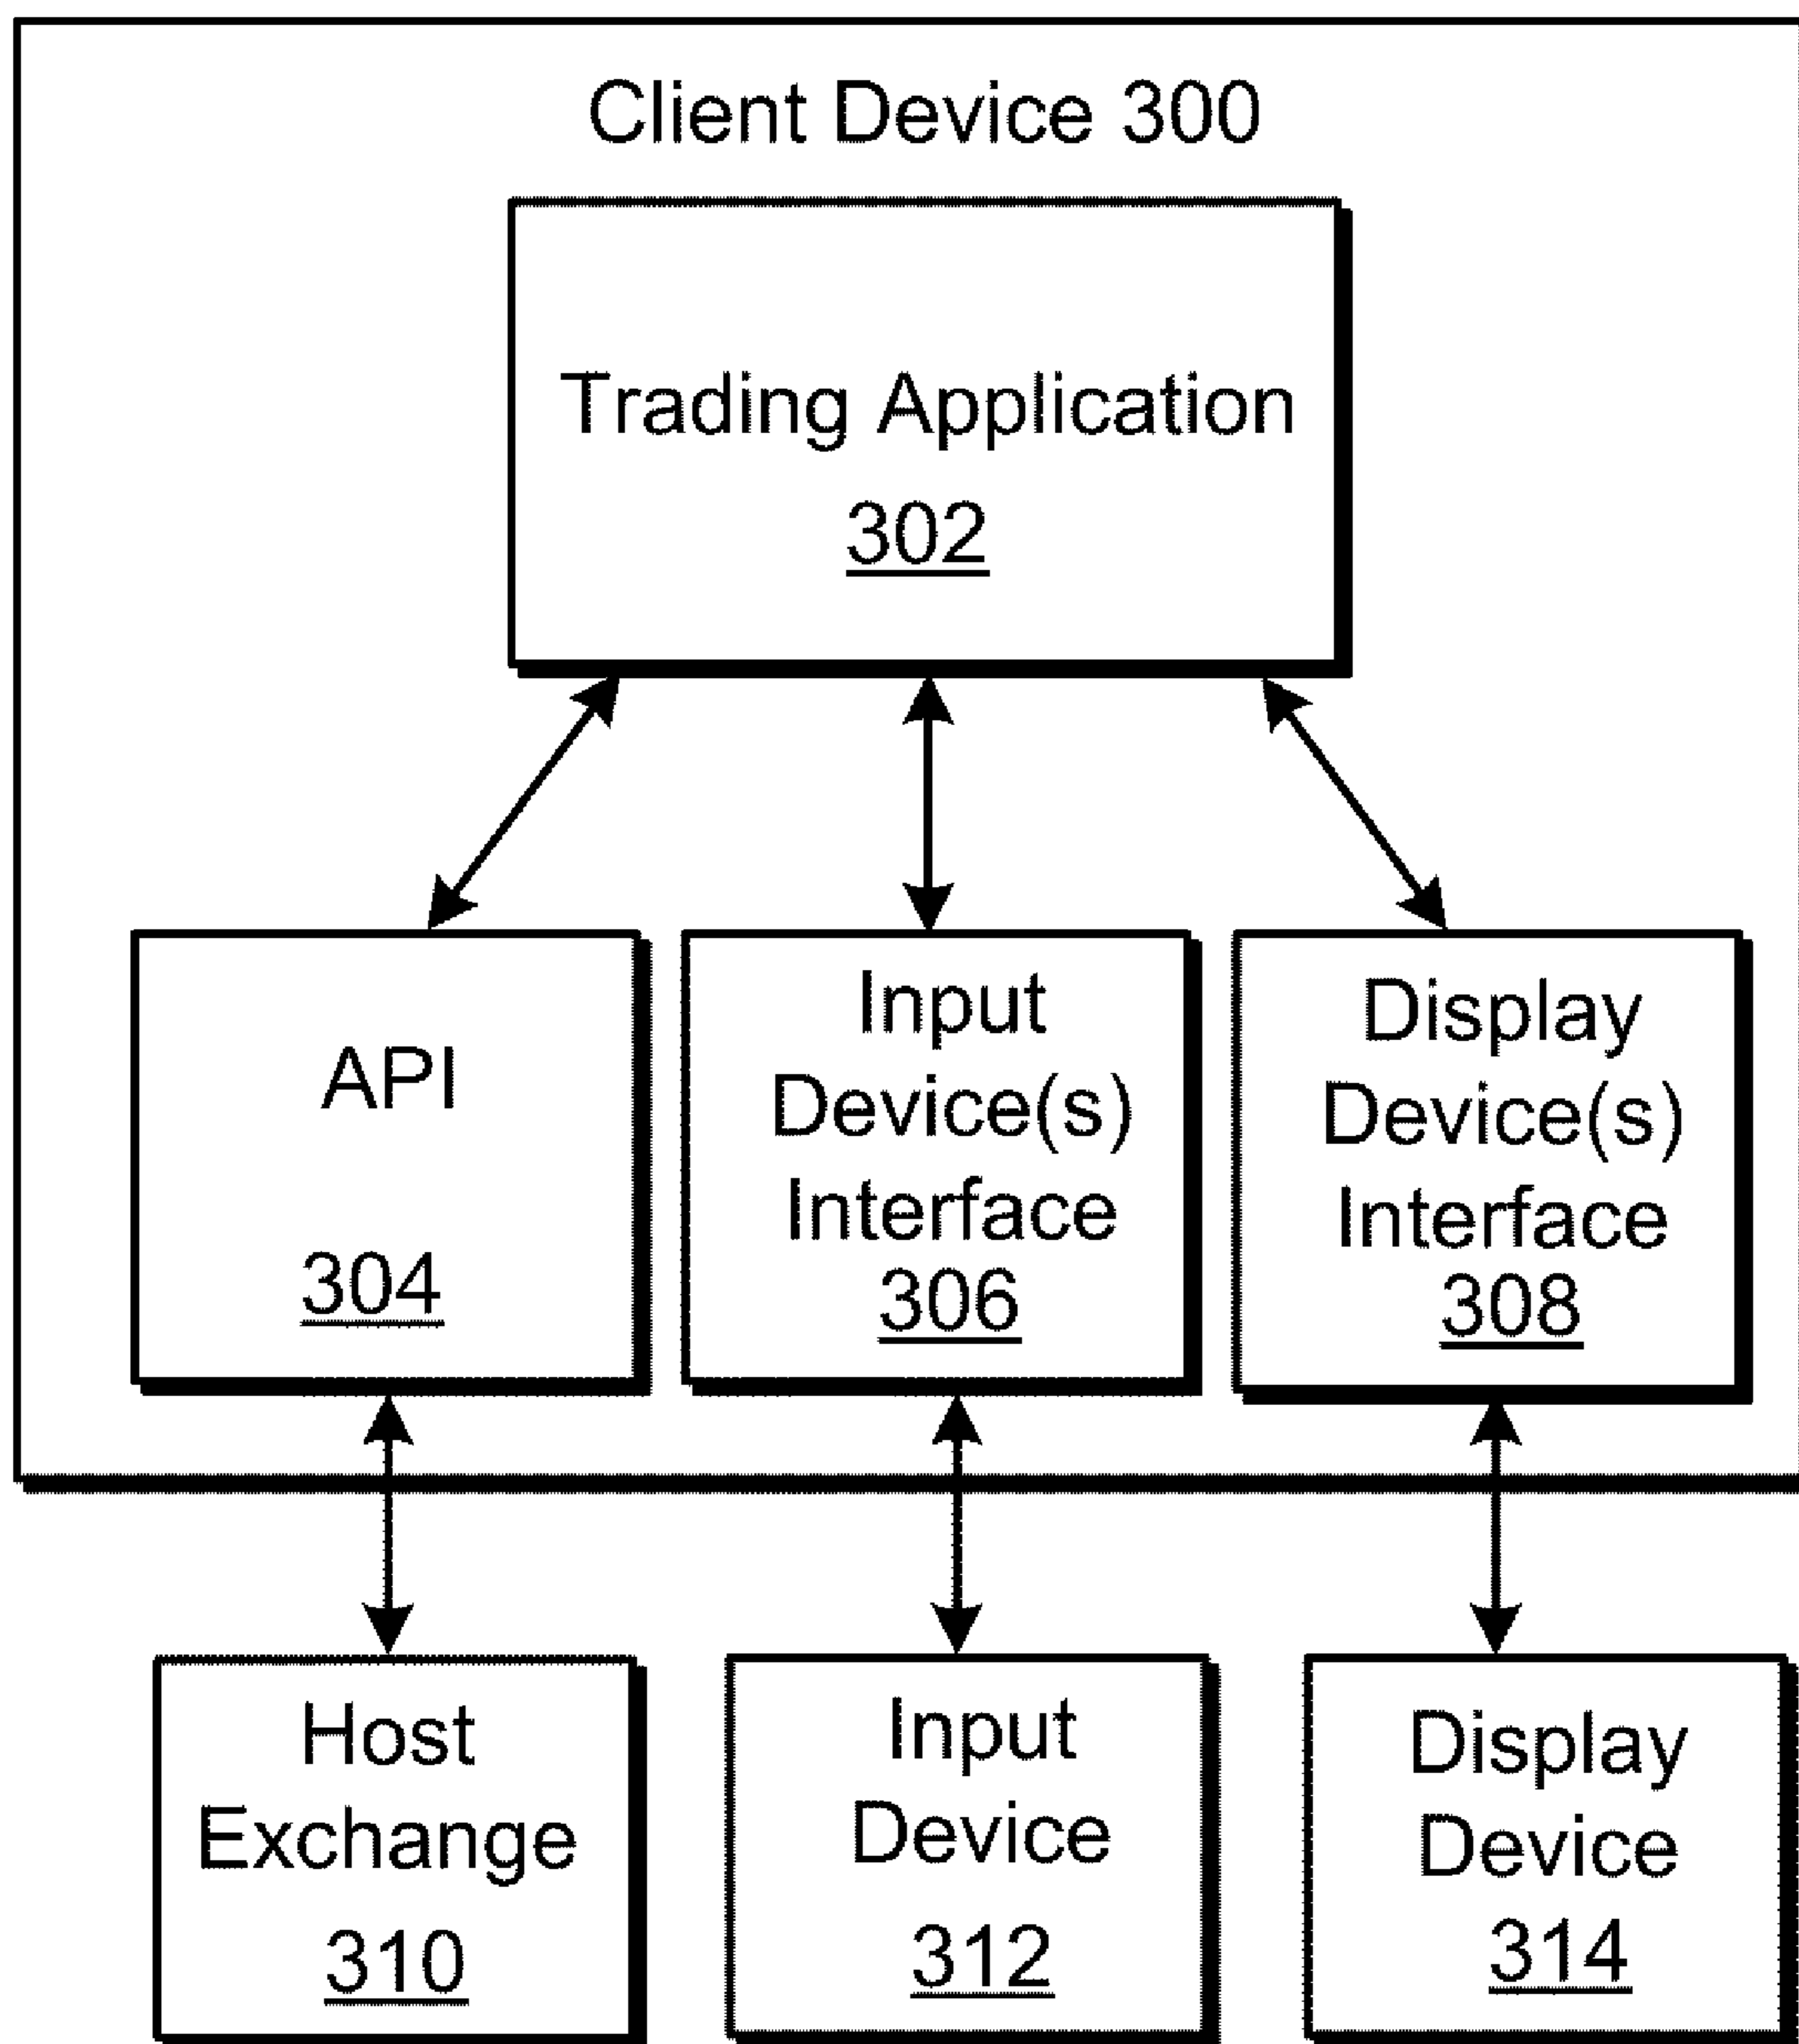 Client Device 300
Trading Application
302
API
304
Input
Device(s)
Interface
306
Display
Device(s)
Interface
308
Host
Exchange
310
Input
Device
312
Display
Device
314